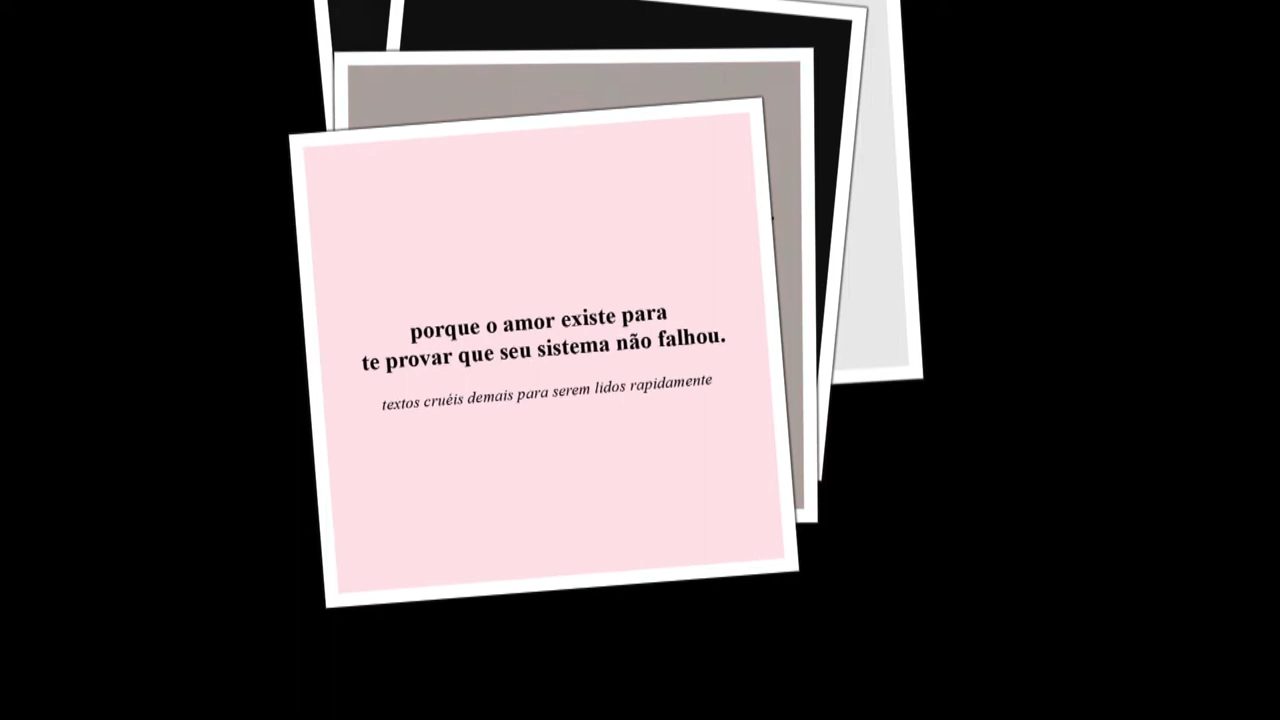 porque o amor existe para
te provar que seu sistema não falhou.
textos cruéis demais para serem lidos rapidamente